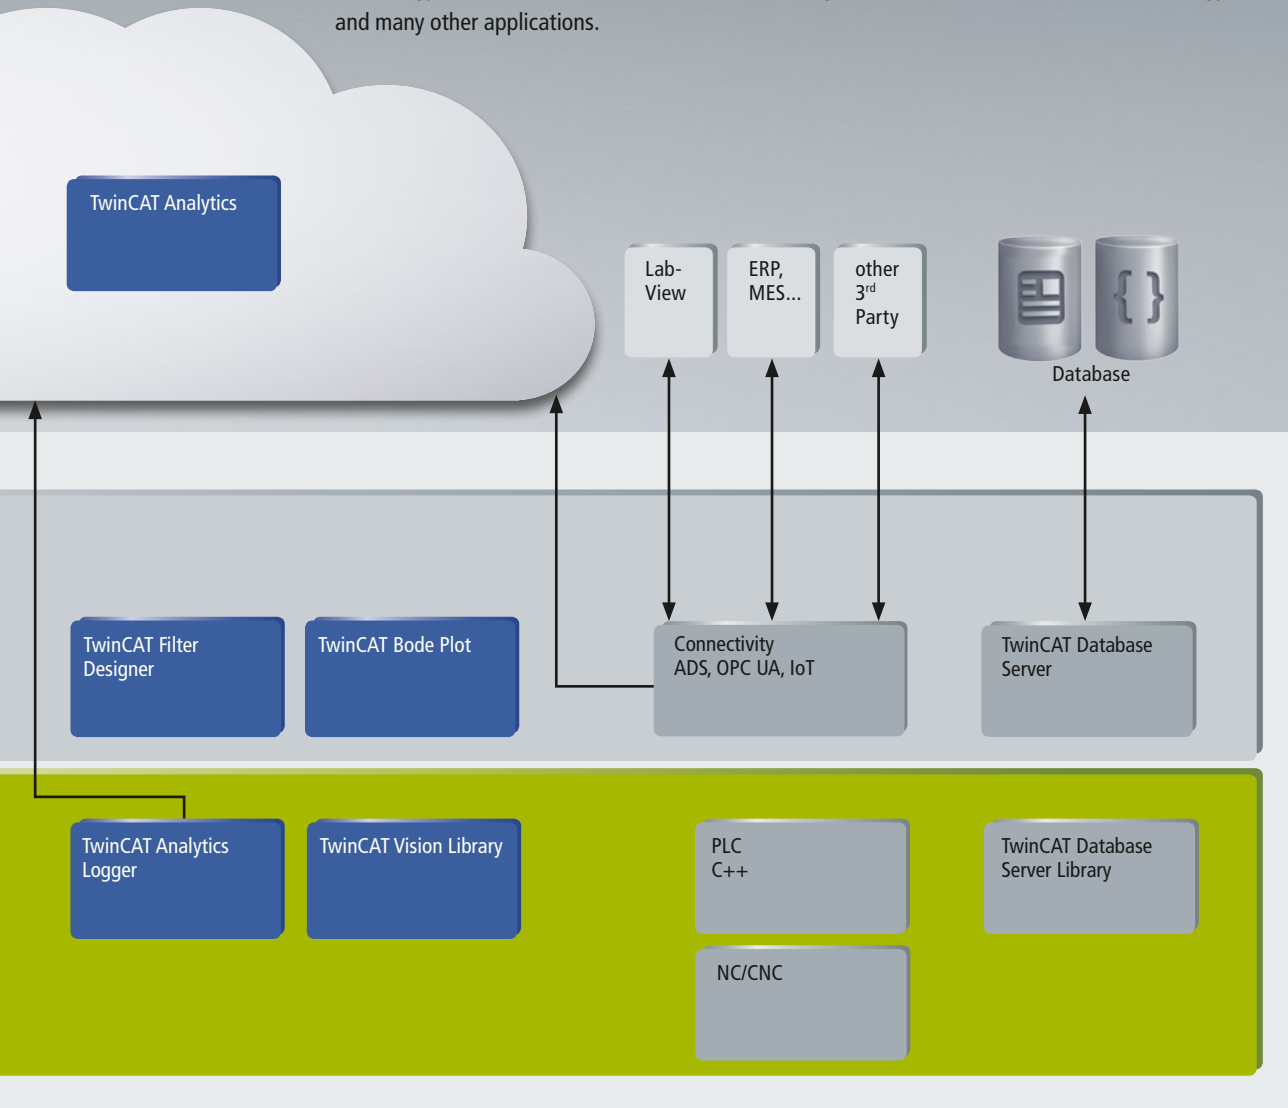 and many other applications.
TwinCAT Analytics
Lab-
View
ERP,
MES...
other
3rd
Party
{ }
Database
TwinCAT Filter
Designer
TwinCAT Bode Plot
Connectivity
ADS, OPC UA, IoT
TwinCAT Database
Server
TwinCAT Analytics
Logger
TwinCAT Vision Library
PLC
C++
TwinCAT Database
Server Library
NC/CNC